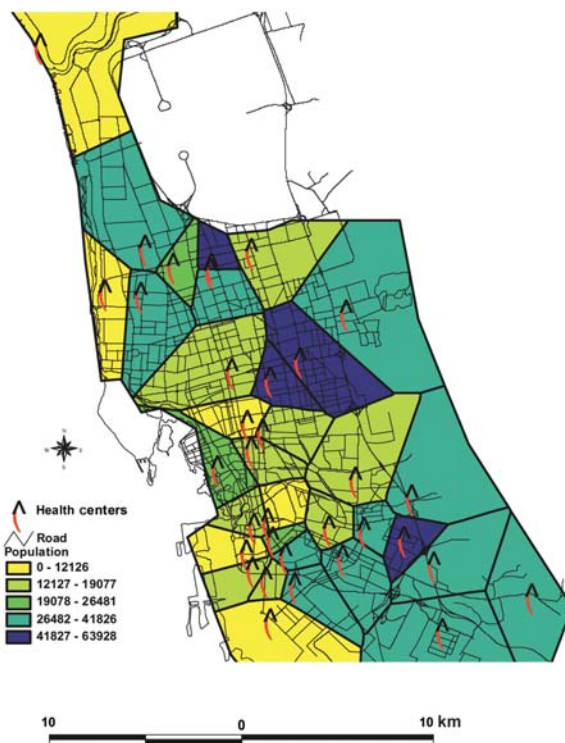 N
W E
S
Health centers
Road
Population
0 - 12126
12127 - 19077
19078 - 26481
26482 - 41826
41827 - 63928
10 0 10 km